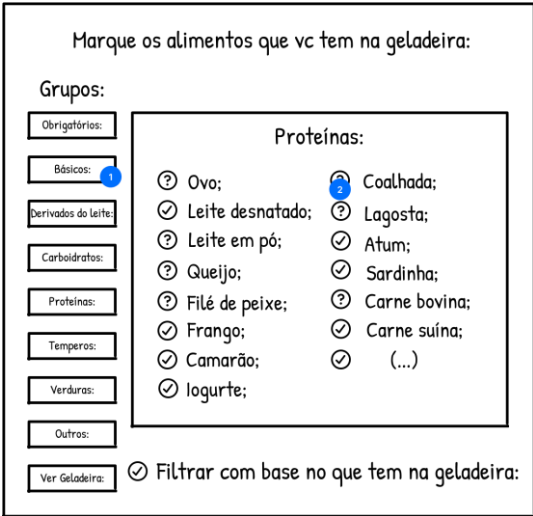 Marque os alimentos que vc tem na geladeira:
Grupos:
Obrigatórios:
Básicos:
1
Derivados do leite:
Carboidratos:
Proteínas:
Temperos:
Verduras:
Outros:
Ver Geladeira:
Proteínas:
? Ovo;
Leite desnatado;
? Leite em pó;
? Queijo;
? Filé de peixe;
Frango;
Camarão;
Iogurte;
? Coalhada;
2
? Lagosta;
Atum;
Sardinha;
? Carne bovina;
Carne suína;
(...)
Filtrar com base no que tem na geladeira: